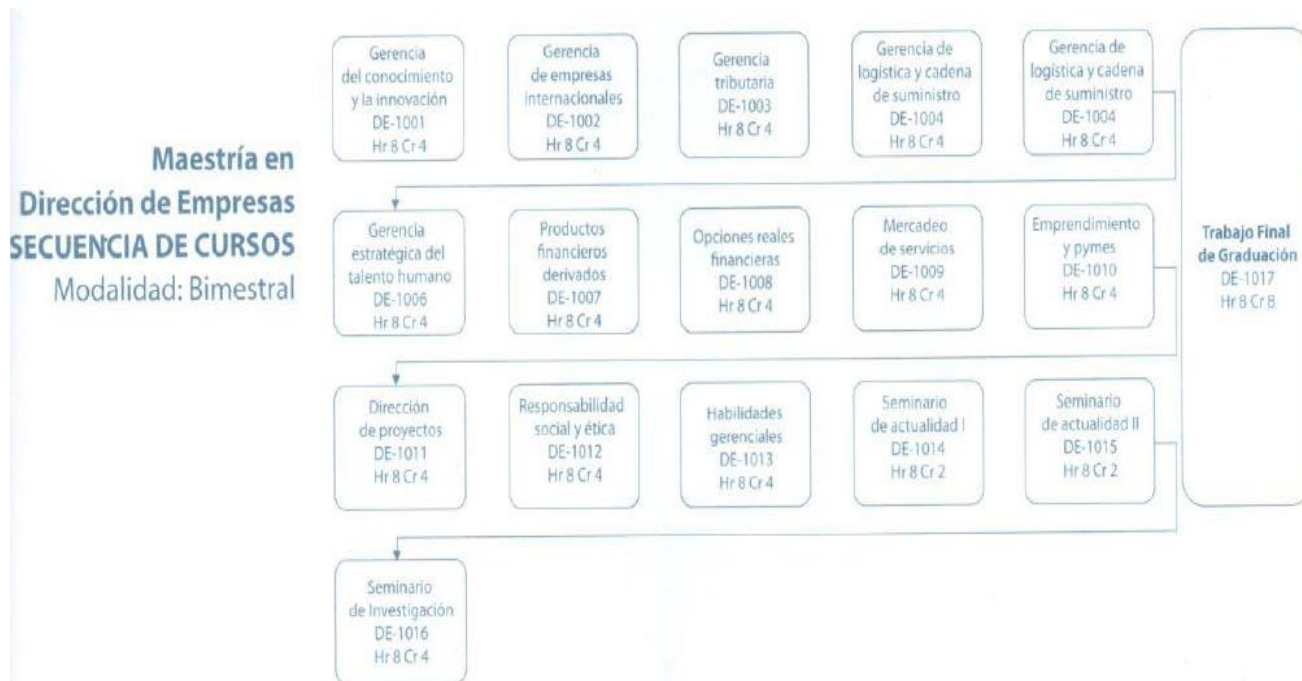 Maestría en
Dirección de Empresas
SECUENCIA DE CURSOS
Modalidad: Bimestral
Gerencia
del conocimiento
y la innovación
DE-1001
Hr 8 Cr 4
Gerencia
de empresas
internacionales
DE-1002
Hr 8 Cr 4
Gerencia
tributaria
DE-1003
Hr 8 Cr 4
Gerencia de
logística y cadena
de suministro
DE-1004
Hr 8 Cr 4
Gerencia de
logística y cadena
de suministro
DE-1004
Hr 8 Cr 4
Gerencia
estratégica del
talento humano
DE-1006
Hr 8 Cr 4
Productos
financieros
derivados
DE-1007
Hr 8 Cr 4
Opciones reales
financieras
DE-1008
Hr 8 Cr 4
Mercadeo
de servicios
DE-1009
Hr 8 Cr 4
Emprendimiento
y pymes
DE-1010
Hr 8 Cr 4
Dirección
de proyectos
DE-1011
Hr 8 Cr 4
Responsabilidad
social y ética
DE-1012
Hr 8 Cr 4
Habilidades
gerenciales
DE-1013
Hr 8 Cr 4
Seminario
de actualidad I
DE-1014
Hr 8 Cr 2
Seminario
de actualidad II
DE-1015
Hr 8 Cr 2
Seminario
de Investigación
DE-1016
Hr 8 Cr 4
Trabajo Final
de Graduación
DE-1017
Hr 8 Cr 8